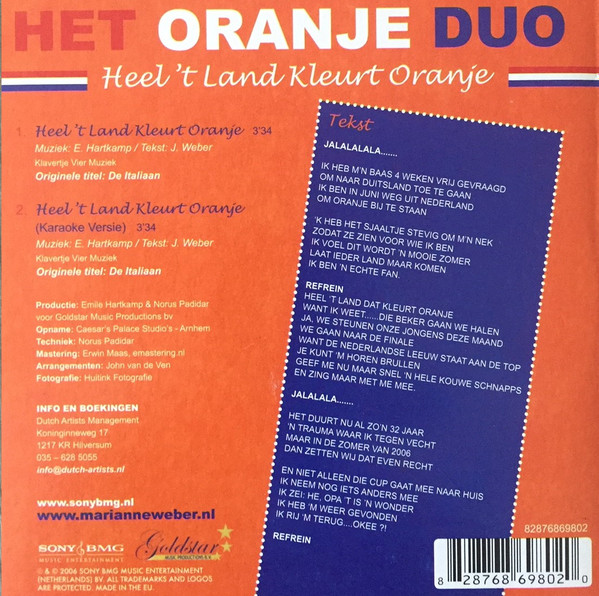 HET ORANJE DUO
Heel 't Land Kleurt Oranje
1. Heel 't Land Kleurt Oranje 3'34
Muziek: E. Hartkamp / Tekst: J. Weber
Klavertje Vier Muziek
Originele titel: De Italiaan
2. Heel 't Land Kleurt Oranje
(Karaoke Versie) 3'34
Muziek: E. Hartkamp / Tekst: J. Weber
Klavertje Vier Muziek
Originele titel: De Italiaan
Productie: Emile Hartkamp & Norus Padidar
voor Goldstar Music Productions bv
Opname: Caesar's Palace Studio's - Arnhem
Techniek: Norus Padidar
Mastering: Erwin Maas, emastering.nl
Arrangementen: John van de Ven
Fotografie: Huitink Fotografie
INFO EN BOEKINGEN
Dutch Artists Management
Koninginneweg 17
1217 KR Hilversum
035 – 628 5055
info@dutch-artists.nl
www.sonybmg.nl
www.marianneweber.nl
SONY BMG
MUSIC ENTERTAINMENT
Goldstar
MUSIC PRODUCTIONS B.V.
℗ & © 2006 SONY BMG MUSIC ENTERTAINMENT
(NETHERLANDS) BV. ALL TRADEMARKS AND LOGOS
ARE PROTECTED. MADE IN THE EU.
Tekst
JALALALALA.......
IK HEB M'N BAAS 4 WEKEN VRIJ GEVRAAGD
OM NAAR DUITSLAND TOE TE GAAN
IK BEN IN JUNI WEG UIT NEDERLAND
OM ORANJE BIJ TE STAAN
'K HEB HET SJAALTJE STEVIG OM M'N NEK
ZODAT ZE ZIEN VOOR WIE IK BEN
IK VOEL DIT WORDT 'N MOOIE ZOMER
LAAT IEDER LAND MAAR KOMEN
IK BEN 'N ECHTE FAN.
REFREIN
HEEL 'T LAND DAT KLEURT ORANJE
WANT IK WEET......DIE BEKER GAAN WE HALEN
JA, WE STEUNEN ONZE JONGENS DEZE MAAND
WE GAAN NAAR DE FINALE
WANT DE NEDERLANDSE LEEUW STAAT AAN DE TOP
JE KUNT 'M HOREN BRULLEN
GEEF ME NU MAAR SNEL 'N HELE KOUWE SCHNAPPS
EN ZING MAAR MET ME MEE.
JALALALA.......
HET DUURT NU AL ZO'N 32 JAAR
'N TRAUMA WAAR IK TEGEN VECHT
MAAR IN DE ZOMER VAN 2006
DAN ZETTEN WIJ DAT EVEN RECHT
EN NIET ALLEEN DIE CUP GAAT MEE NAAR HUIS
IK NEEM NOG IETS ANDERS MEE
IK ZEI: HE, OPA 'T IS 'N WONDER
IK HEB 'M WEER GEVONDEN
IK RIJ 'M TERUG....OKEE ?!
REFREIN
82876869802
8 28768 69802 0